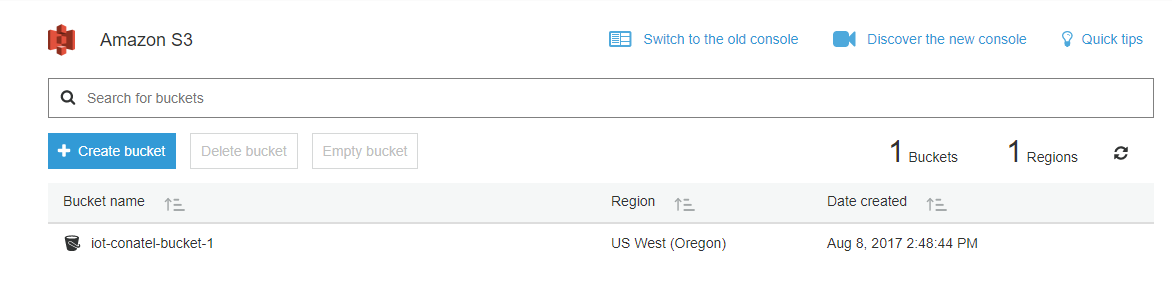 Amazon S3 Switch to the old console Discover the new console Quick tips
Search for buckets
Create bucket Delete bucket Empty bucket 1 Buckets 1 Regions
Bucket name Region Date created
iot-conatel-bucket-1 US West (Oregon) Aug 8, 2017 2:48:44 PM